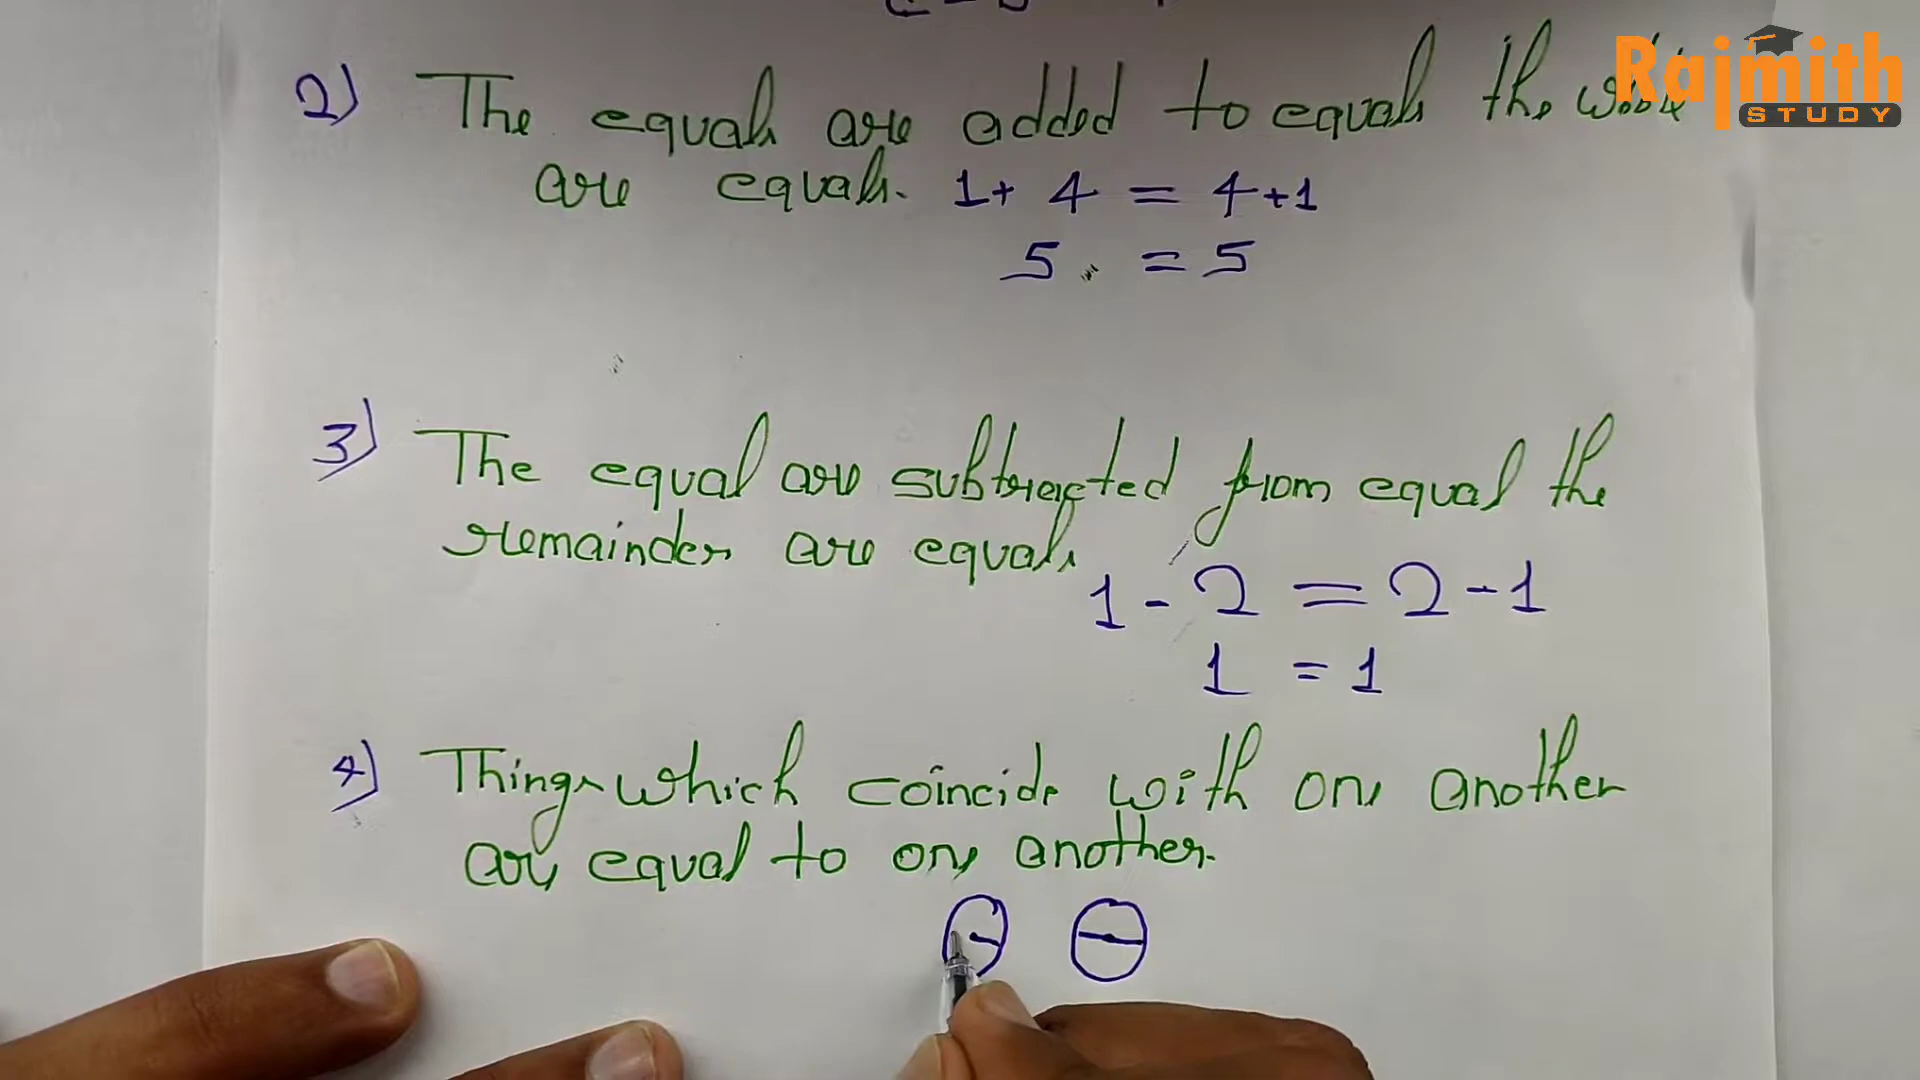 Rajmith
STUDY
2) The equals are added to equals the
are equals. 1 + 4 = 4 + 1
5 = 5
3) The equal are subtracted from equal the
remainder are equals
1 - 2 = 2 - 1
1 = 1
4) Things which coincide with one another
are equal to one another.